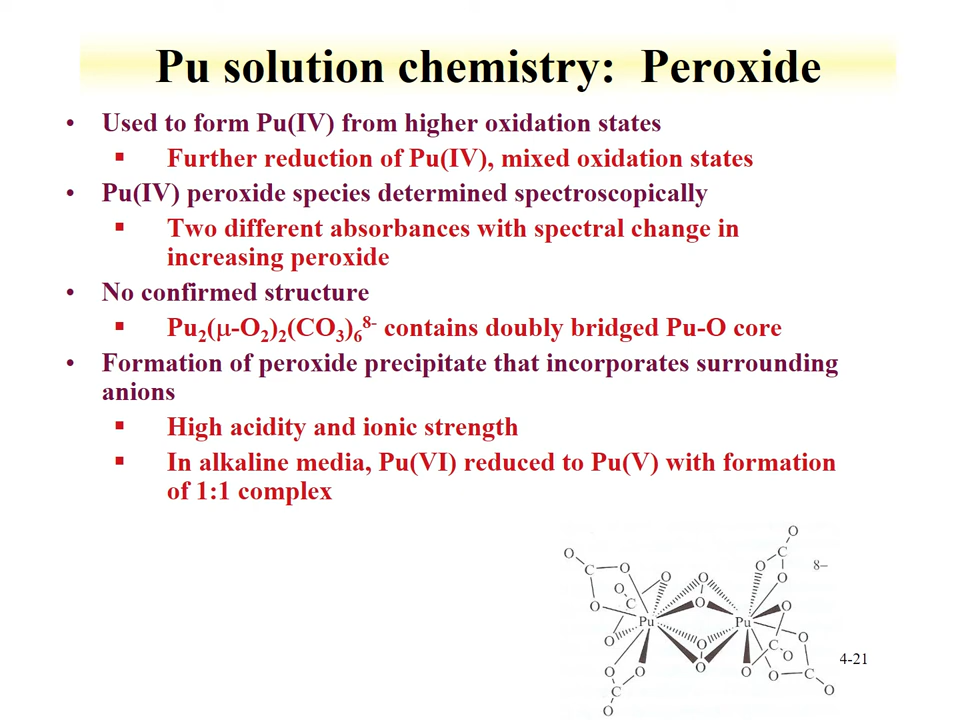 Pu solution chemistry: Peroxide
• Used to form Pu(IV) from higher oxidation states
▪ Further reduction of Pu(IV), mixed oxidation states
• Pu(IV) peroxide species determined spectroscopically
▪ Two different absorbances with spectral change in
increasing peroxide
• No confirmed structure
▪ Pu₂(μ-O₂)₂(CO₃)₆⁸⁻ contains doubly bridged Pu-O core
• Formation of peroxide precipitate that incorporates surrounding
anions
▪ High acidity and ionic strength
▪ In alkaline media, Pu(VI) reduced to Pu(V) with formation
of 1:1 complex
O
O C O O O O C 8–
O O
O C O O O
Pu Pu
O O O
O O O O C O
C O C
O O
4-21